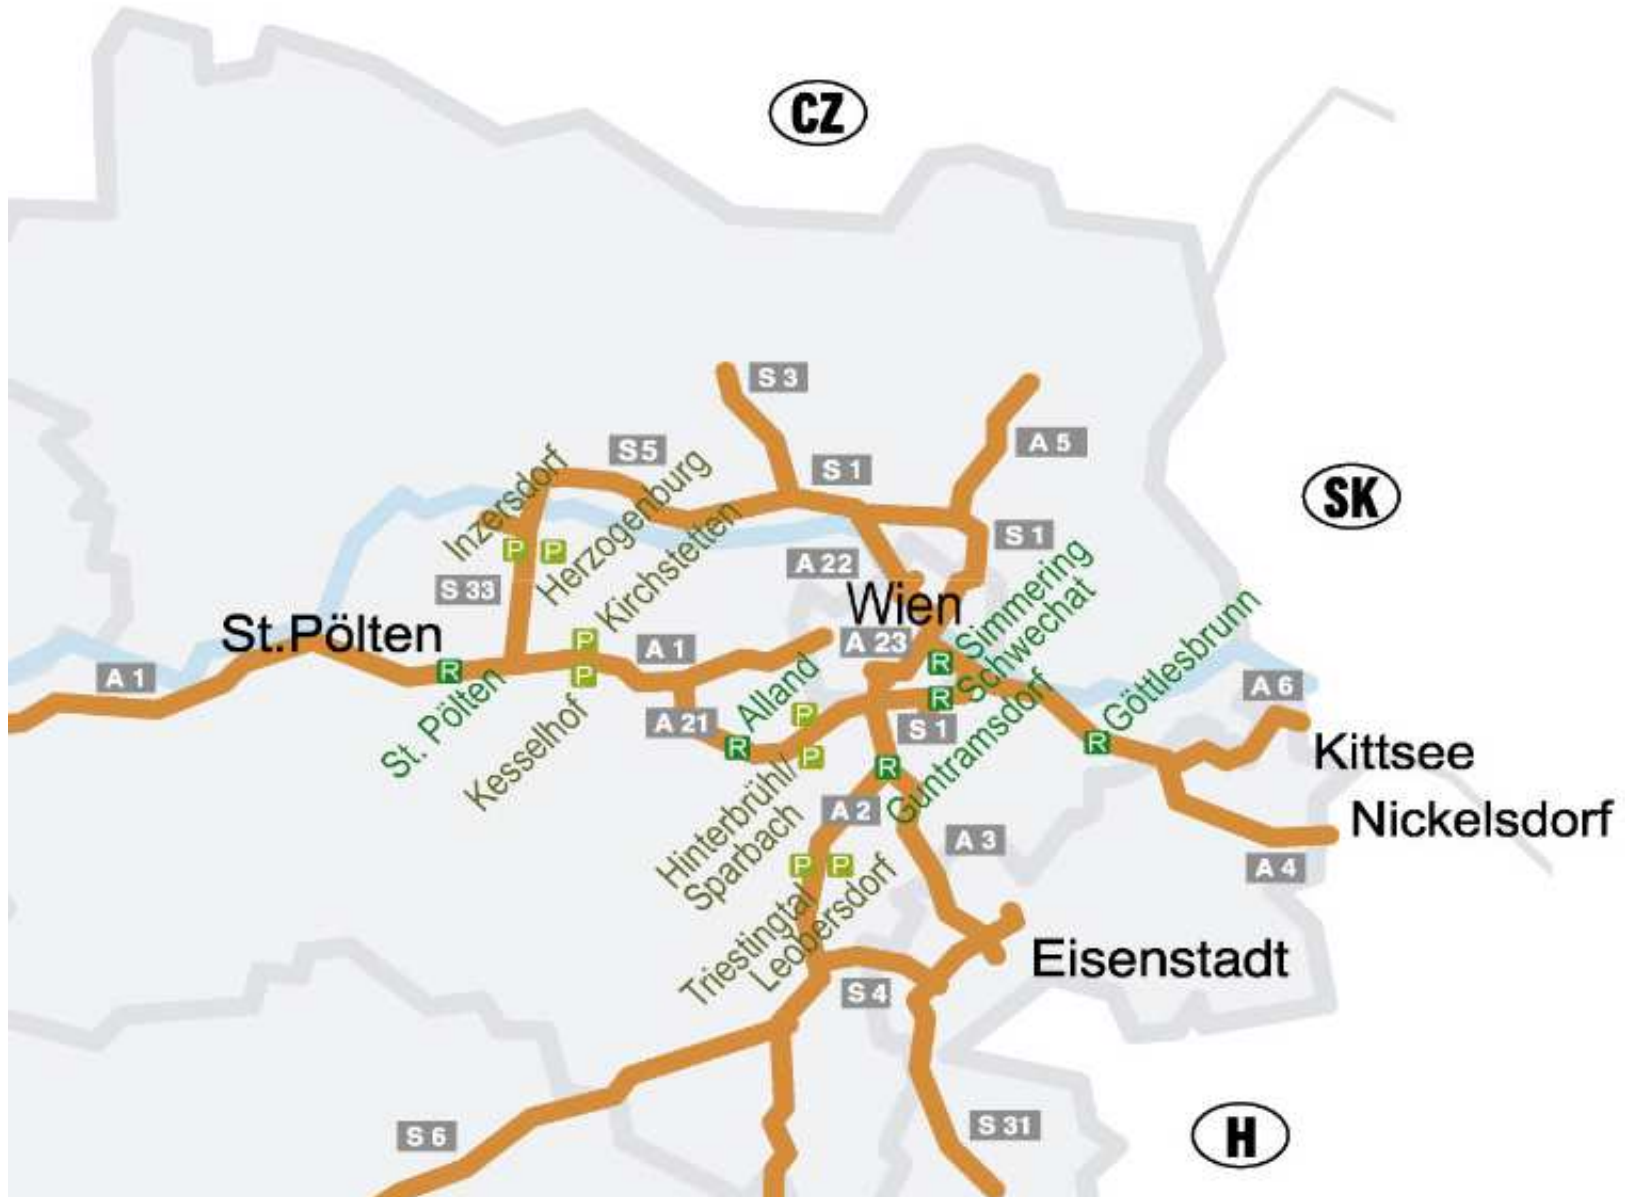 CZ
S 3
A 5
S 5
S 1
SK
Inzersdorf
Herzogenburg
Kirchstetten
P
P
S 1
A 22
S 33
Wien
Simmering
Schwechat
St.Pölten
P
A 1
A 23
R
Göttlesbrunn
R
P
A 1
R
A 6
Alland
Guntramsdorf
St. Pölten
Kesselhof
A 21
P
S 1
R
P
R
Kittsee
R
A 2
Nickelsdorf
Hinterbrühl/
Sparbach
A 3
P
P
A 4
Triestingtal
Leobersdorf
Eisenstadt
S 4
S 6
S 31
H